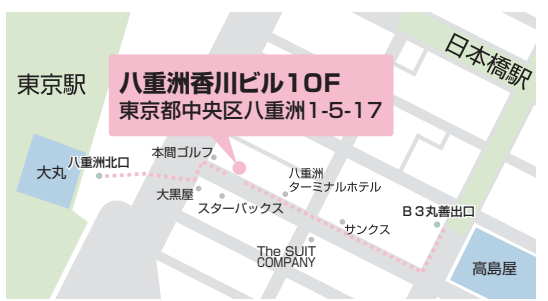 日本橋駅
東京駅
八重洲香川ビル10F
東京都中央区八重洲1-5-17
本間ゴルフ
八重洲北口
大丸
八重洲
ターミナルホテル
大黒屋
スターバックス
B3丸善出口
サンクス
The SUIT
COMPANY
高島屋